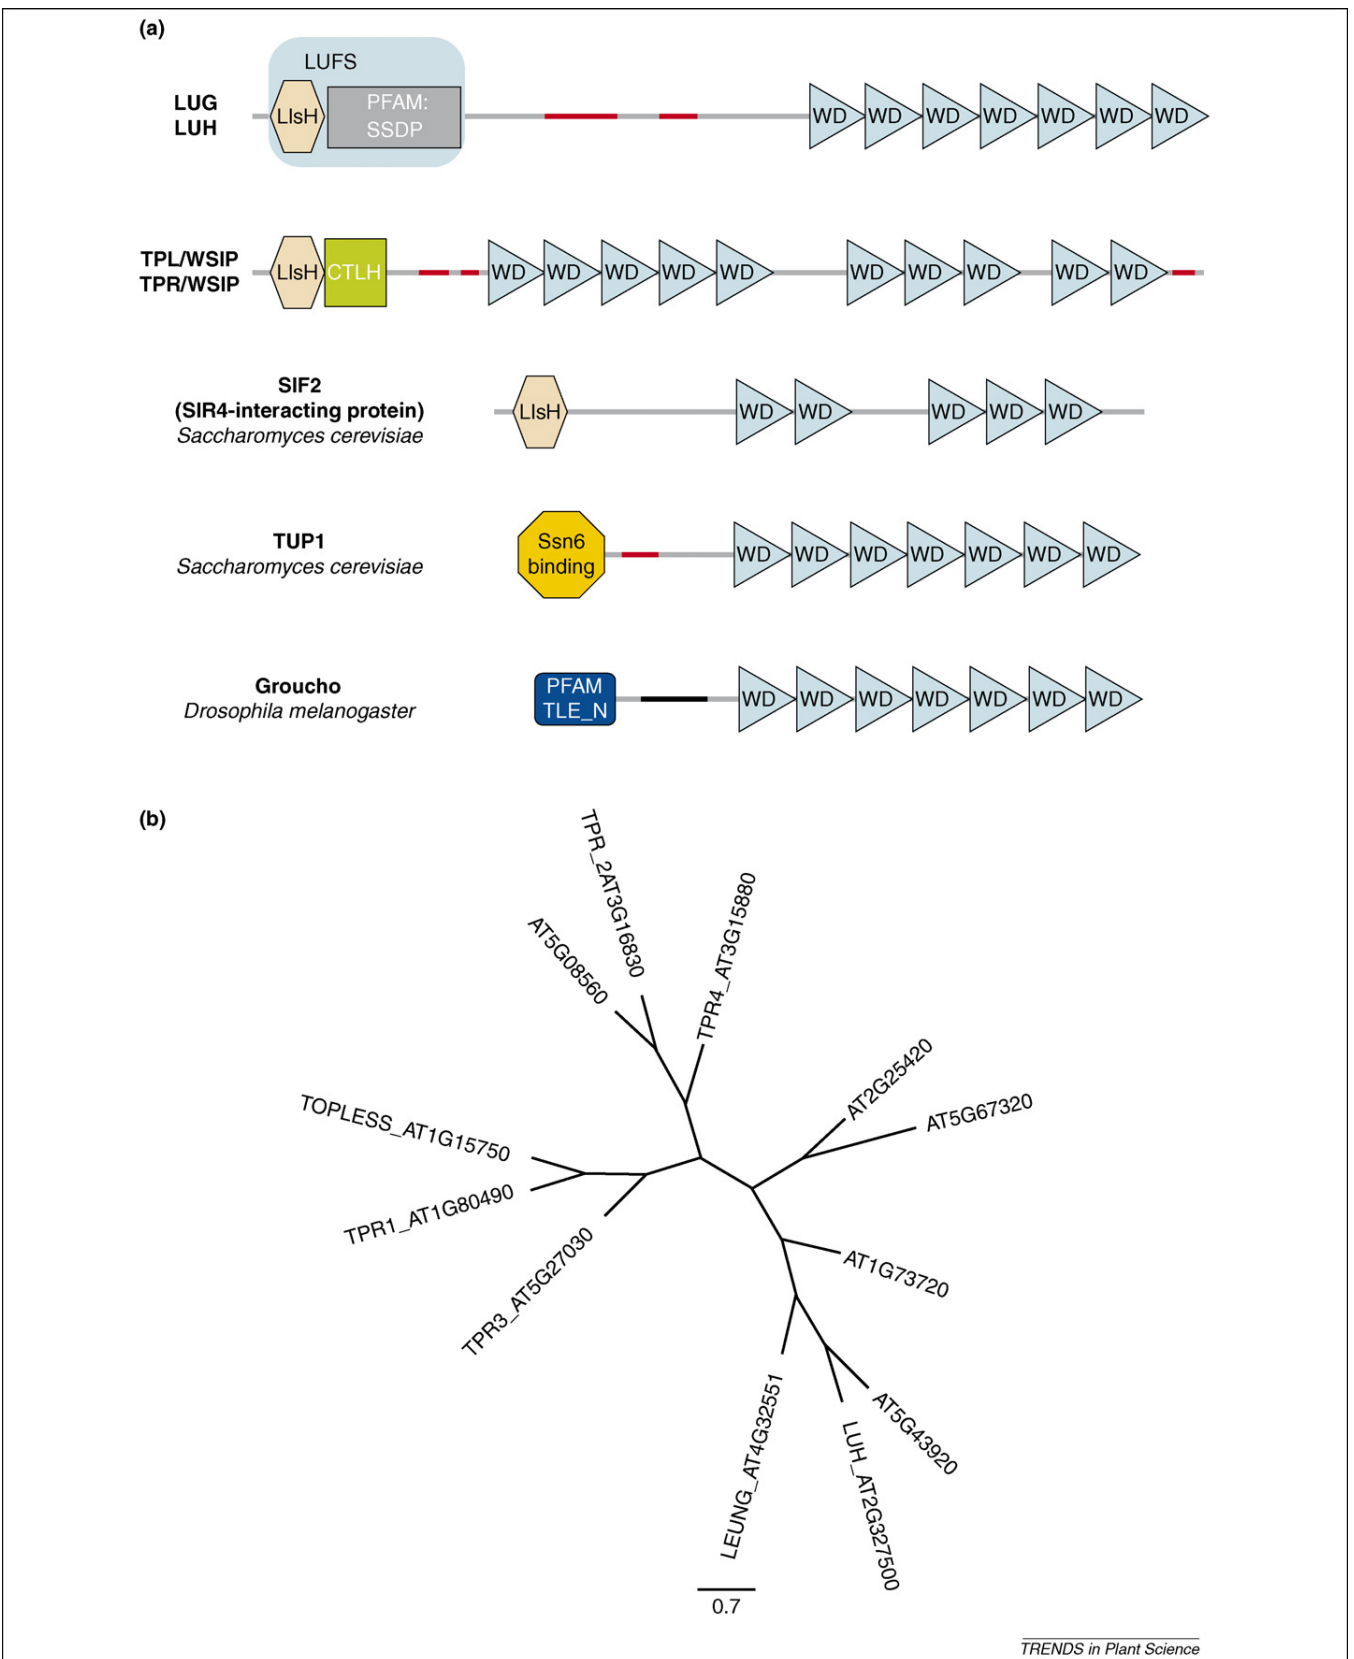 (a)
LUFS
LUG
LUH
LIsH
PFAM:
SSDP
WD WD WD WD WD WD WD
TPL/WSIP
TPR/WSIP
LIsH CTLH WD WD WD WD WD WD WD WD WD WD
SIF2
(SIR4-interacting protein)
Saccharomyces cerevisiae
LIsH WD WD WD WD WD
TUP1
Saccharomyces cerevisiae
Ssn6
binding
WD WD WD WD WD WD WD
Groucho
Drosophila melanogaster
PFAM
TLE_N
WD WD WD WD WD WD WD
(b)
TPR_2AT3G16830
TPR4_AT3G15880
AT5G08560
AT2G25420
AT5G67320
TOPLESS_AT1G15750
TPR1_AT1G80490
TPR3_AT5G27030
AT1G73720
LEUNG_AT4G32551
AT5G43920
LUH_AT2G327500
0.7
TRENDS in Plant Science